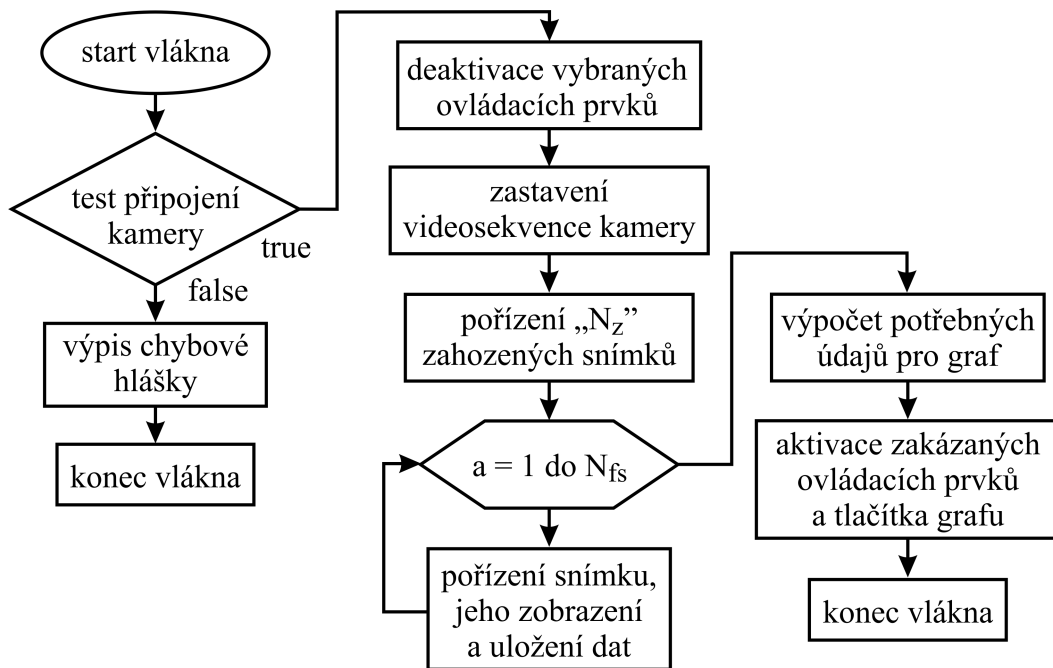 start vlákna
test připojení
kamery
true
false
výpis chybové
hlášky
konec vlákna
deaktivace vybraných
ovládacích prvků
zastavení
videosekvence kamery
pořízení „Nz”
zahozených snímků
a = 1 do Nfs
pořízení snímku,
jeho zobrazení
a uložení dat
výpočet potřebných
údajů pro graf
aktivace zakázaných
ovládacích prvků
a tlačítka grafu
konec vlákna